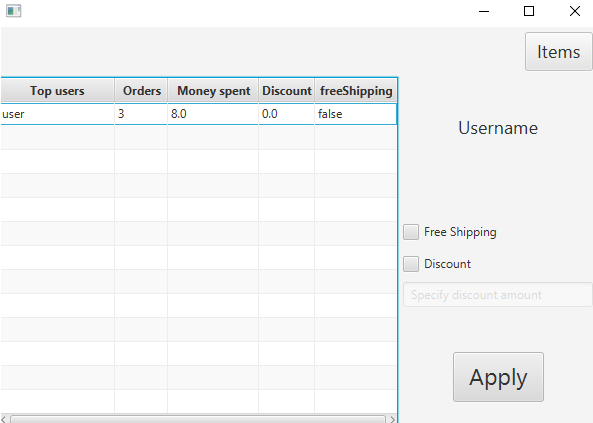 Items
Top users Orders Money spent Discount freeShipping
user 3 8.0 0.0 false
Username
Free Shipping
Discount
Specify discount amount
Apply